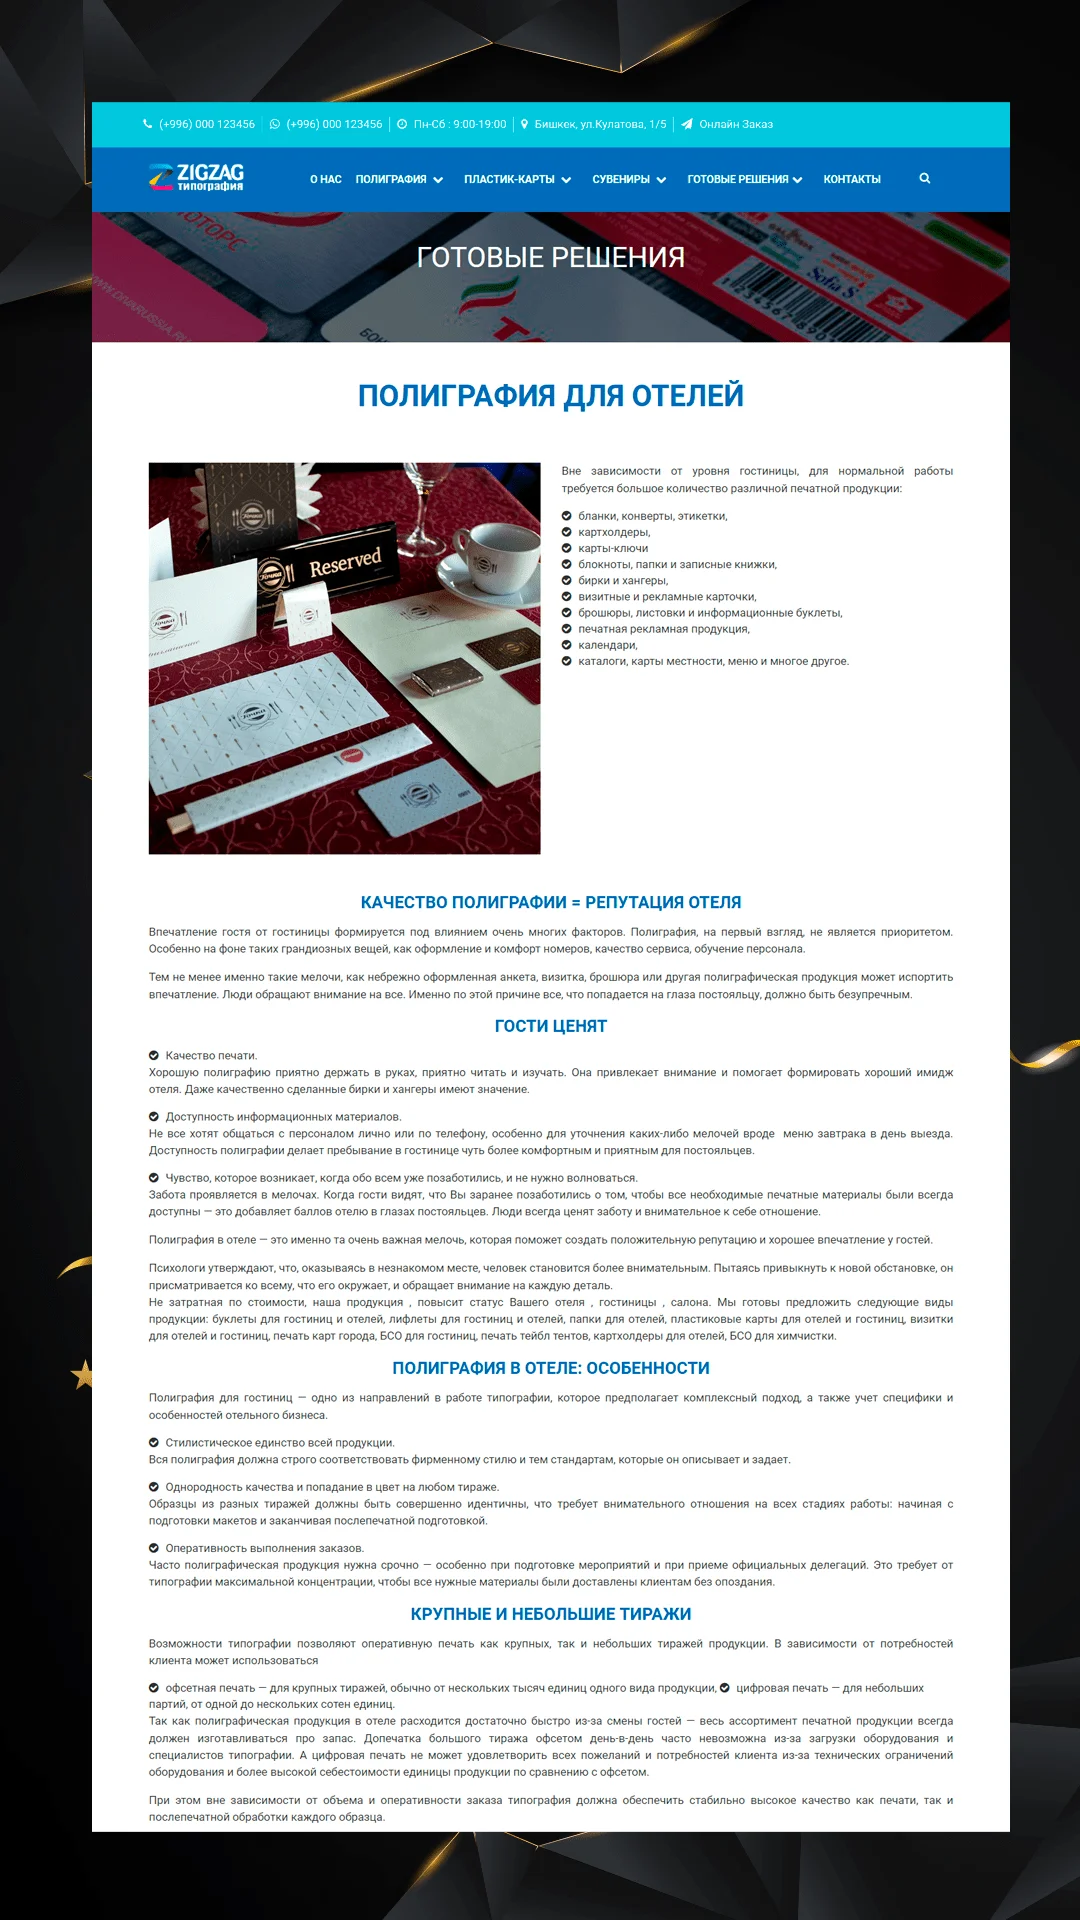 (+996) 000 123456 | (+996) 000 123456 | Пн-Сб : 9:00-19:00 | Бишкек, ул.Кулатова, 1/5 | Онлайн Заказ
ZIGZAG
типография
О НАС ПОЛИГРАФИЯ ПЛАСТИК-КАРТЫ СУВЕНИРЫ ГОТОВЫЕ РЕШЕНИЯ КОНТАКТЫ
ГОТОВЫЕ РЕШЕНИЯ
Sofia S
ПОЛИГРАФИЯ ДЛЯ ОТЕЛЕЙ
Reserved
Точка
Вне зависимости от уровня гостиницы, для нормальной работы
требуется большое количество различной печатной продукции:
бланки, конверты, этикетки,
картхолдеры,
карты-ключи
блокноты, папки и записные книжки,
бирки и хангеры,
визитные и рекламные карточки,
брошюры, листовки и информационные буклеты,
печатная рекламная продукция,
календари,
каталоги, карты местности, меню и многое другое.
КАЧЕСТВО ПОЛИГРАФИИ = РЕПУТАЦИЯ ОТЕЛЯ
Впечатление гостя от гостиницы формируется под влиянием очень многих факторов. Полиграфия, на первый взгляд, не является приоритетом.
Особенно на фоне таких грандиозных вещей, как оформление и комфорт номеров, качество сервиса, обучение персонала.
Тем не менее именно такие мелочи, как небрежно оформленная анкета, визитка, брошюра или другая полиграфическая продукция может испортить
впечатление. Люди обращают внимание на все. Именно по этой причине все, что попадается на глаза постояльцу, должно быть безупречным.
ГОСТИ ЦЕНЯТ
Качество печати.
Хорошую полиграфию приятно держать в руках, приятно читать и изучать. Она привлекает внимание и помогает формировать хороший имидж
отеля. Даже качественно сделанные бирки и хангеры имеют значение.
Доступность информационных материалов.
Не все хотят общаться с персоналом лично или по телефону, особенно для уточнения каких-либо мелочей вроде меню завтрака в день выезда.
Доступность полиграфии делает пребывание в гостинице чуть более комфортным и приятным для постояльцев.
Чувство, которое возникает, когда обо всем уже позаботились, и не нужно волноваться.
Забота проявляется в мелочах. Когда гости видят, что Вы заранее позаботились о том, чтобы все необходимые печатные материалы были всегда
доступны — это добавляет баллов отелю в глазах постояльцев. Люди всегда ценят заботу и внимательное к себе отношение.
Полиграфия в отеле — это именно та очень важная мелочь, которая поможет создать положительную репутацию и хорошее впечатление у гостей.
Психологи утверждают, что, оказываясь в незнакомом месте, человек становится более внимательным. Пытаясь привыкнуть к новой обстановке, он
присматривается ко всему, что его окружает, и обращает внимание на каждую деталь.
Не затратная по стоимости, наша продукция , повысит статус Вашего отеля , гостиницы , салона. Мы готовы предложить следующие виды
продукции: буклеты для гостиниц и отелей, лифлеты для гостиниц и отелей, папки для отелей, пластиковые карты для отелей и гостиниц, визитки
для отелей и гостиниц, печать карт города, БСО для гостиниц, печать тейбл тентов, картхолдеры для отелей, БСО для химчистки.
ПОЛИГРАФИЯ В ОТЕЛЕ: ОСОБЕННОСТИ
Полиграфия для гостиниц — одно из направлений в работе типографии, которое предполагает комплексный подход, а также учет специфики и
особенностей отельного бизнеса.
Стилистическое единство всей продукции.
Вся полиграфия должна строго соответствовать фирменному стилю и тем стандартам, которые он описывает и задает.
Однородность качества и попадание в цвет на любом тираже.
Образцы из разных тиражей должны быть совершенно идентичны, что требует внимательного отношения на всех стадиях работы: начиная с
подготовки макетов и заканчивая послепечатной подготовкой.
Оперативность выполнения заказов.
Часто полиграфическая продукция нужна срочно — особенно при подготовке мероприятий и при приеме официальных делегаций. Это требует от
типографии максимальной концентрации, чтобы все нужные материалы были доставлены клиентам без опоздания.
КРУПНЫЕ И НЕБОЛЬШИЕ ТИРАЖИ
Возможности типографии позволяют оперативную печать как крупных, так и небольших тиражей продукции. В зависимости от потребностей
клиента может использоваться
офсетная печать — для крупных тиражей, обычно от нескольких тысяч единиц одного вида продукции, цифровая печать — для небольших
партий, от одной до нескольких сотен единиц.
Так как полиграфическая продукция в отеле расходится достаточно быстро из-за смены гостей — весь ассортимент печатной продукции всегда
должен изготавливаться про запас. Допечатка большого тиража офсетом день-в-день часто невозможна из-за загрузки оборудования и
специалистов типографии. А цифровая печать не может удовлетворить всех пожеланий и потребностей клиента из-за технических ограничений
оборудования и более высокой себестоимости единицы продукции по сравнению с офсетом.
При этом вне зависимости от объема и оперативности заказа типография должна обеспечить стабильно высокое качество как печати, так и
послепечатной обработки каждого образца.